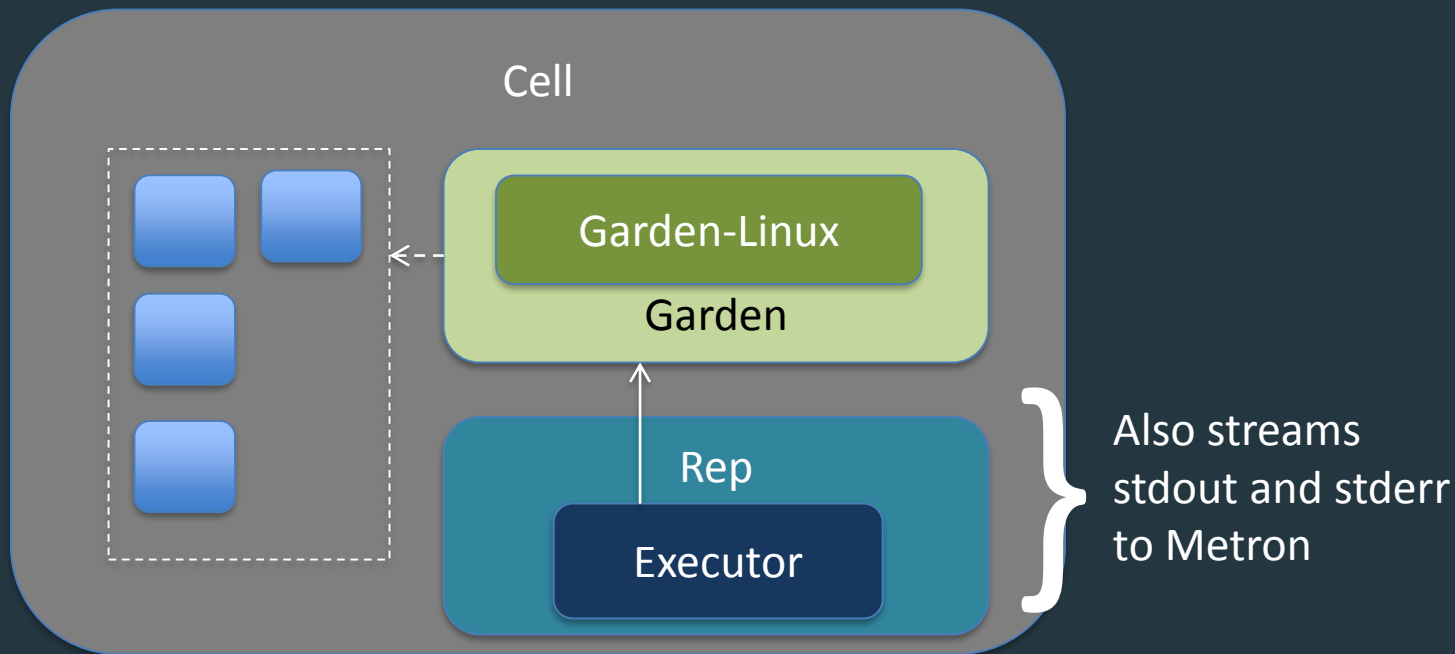 Cell
Garden-Linux
Garden
Rep
Executor
Also streams
stdout and stderr
to Metron